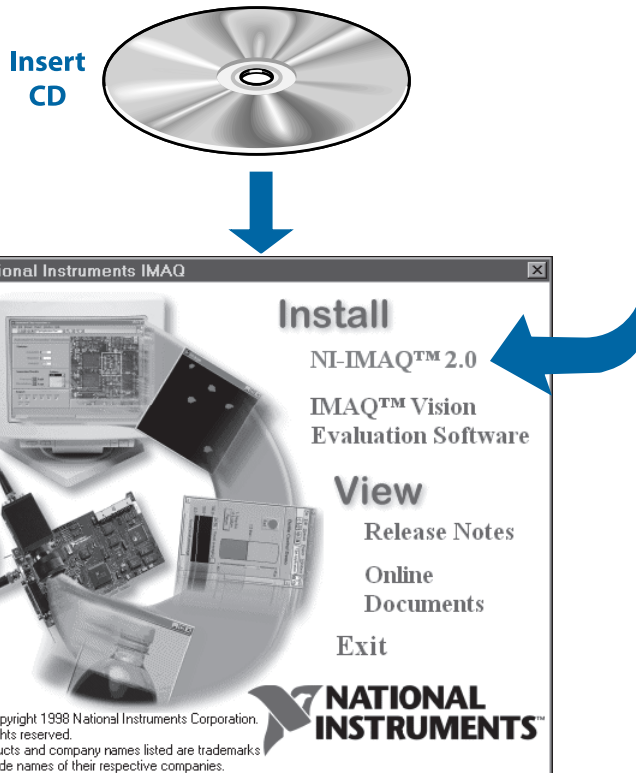 Insert
CD
ional Instruments IMAQ
Install
NI-IMAQ™ 2.0
IMAQ™ Vision
Evaluation Software
View
Release Notes
Online
Documents
Exit
NATIONAL
INSTRUMENTS™
pyright 1998 National Instruments Corporation.
hts reserved.
ucts and company names listed are trademarks
de names of their respective companies.